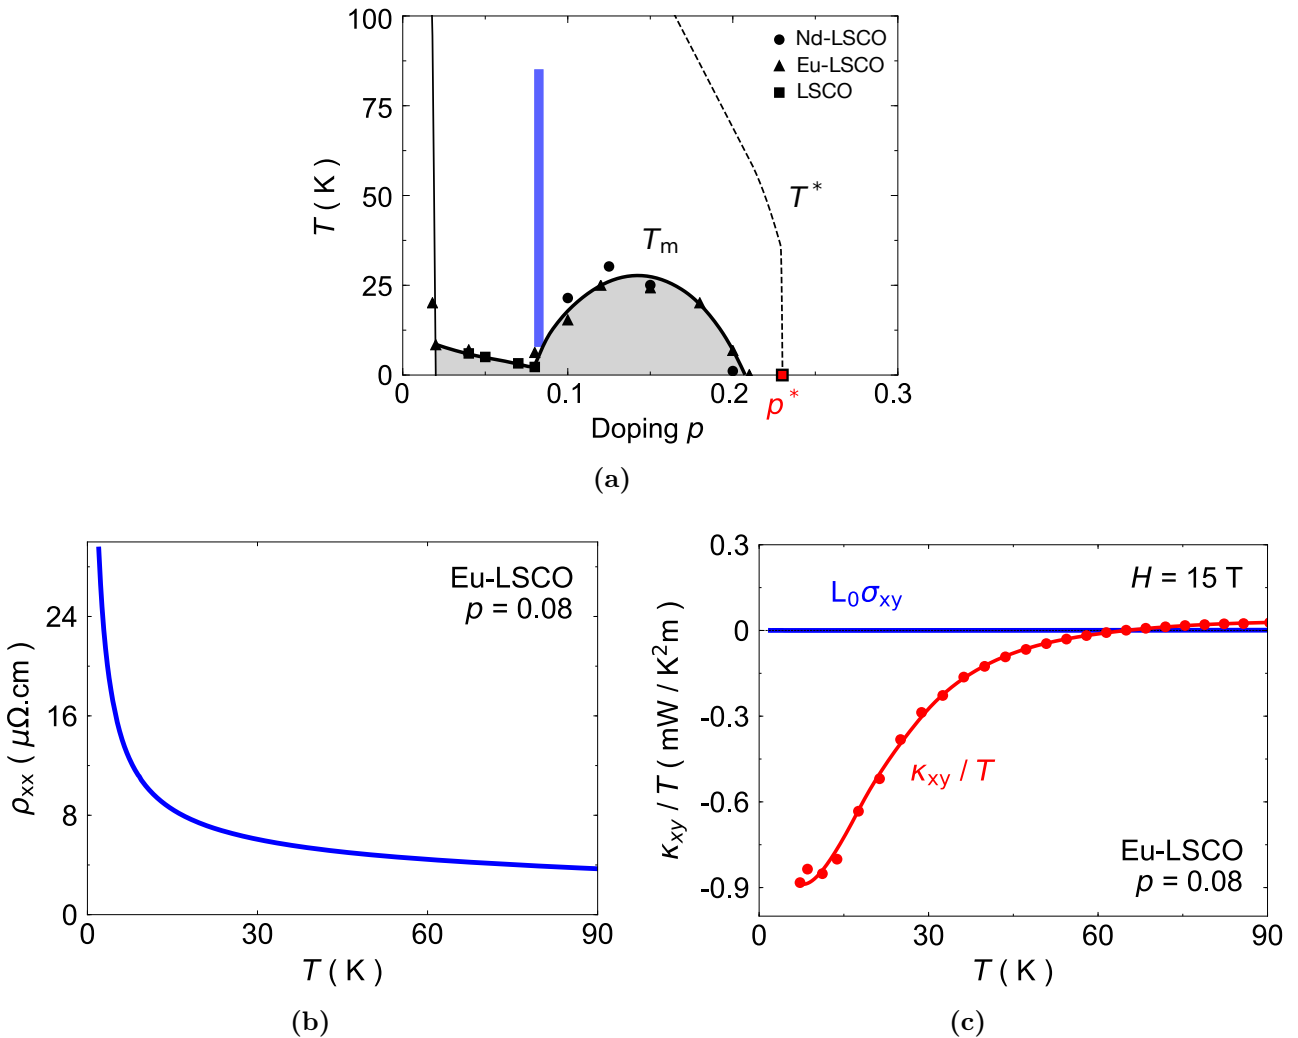 100
75
50
25
0
T ( K )
Nd-LSCO
Eu-LSCO
LSCO
T*
Tm
0
0.1
0.2
0.3
p*
Doping p
(a)
24
16
8
0
ρxx ( μΩ.cm )
Eu-LSCO
p = 0.08
0
30
60
90
T ( K )
(b)
0.3
0
-0.3
-0.6
-0.9
κxy / T ( mW / K²m )
H = 15 T
L₀σxy
κxy / T
Eu-LSCO
p = 0.08
0
30
60
90
T ( K )
(c)